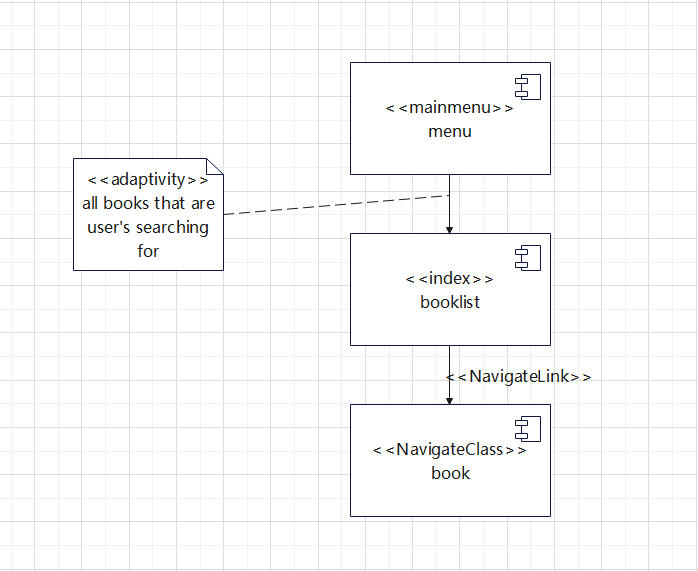 <<mainmenu>>
menu
<<adaptivity>>
all books that are
user's searching
for
<<index>>
booklist
<<NavigateLink>>
<<NavigateClass>>
book